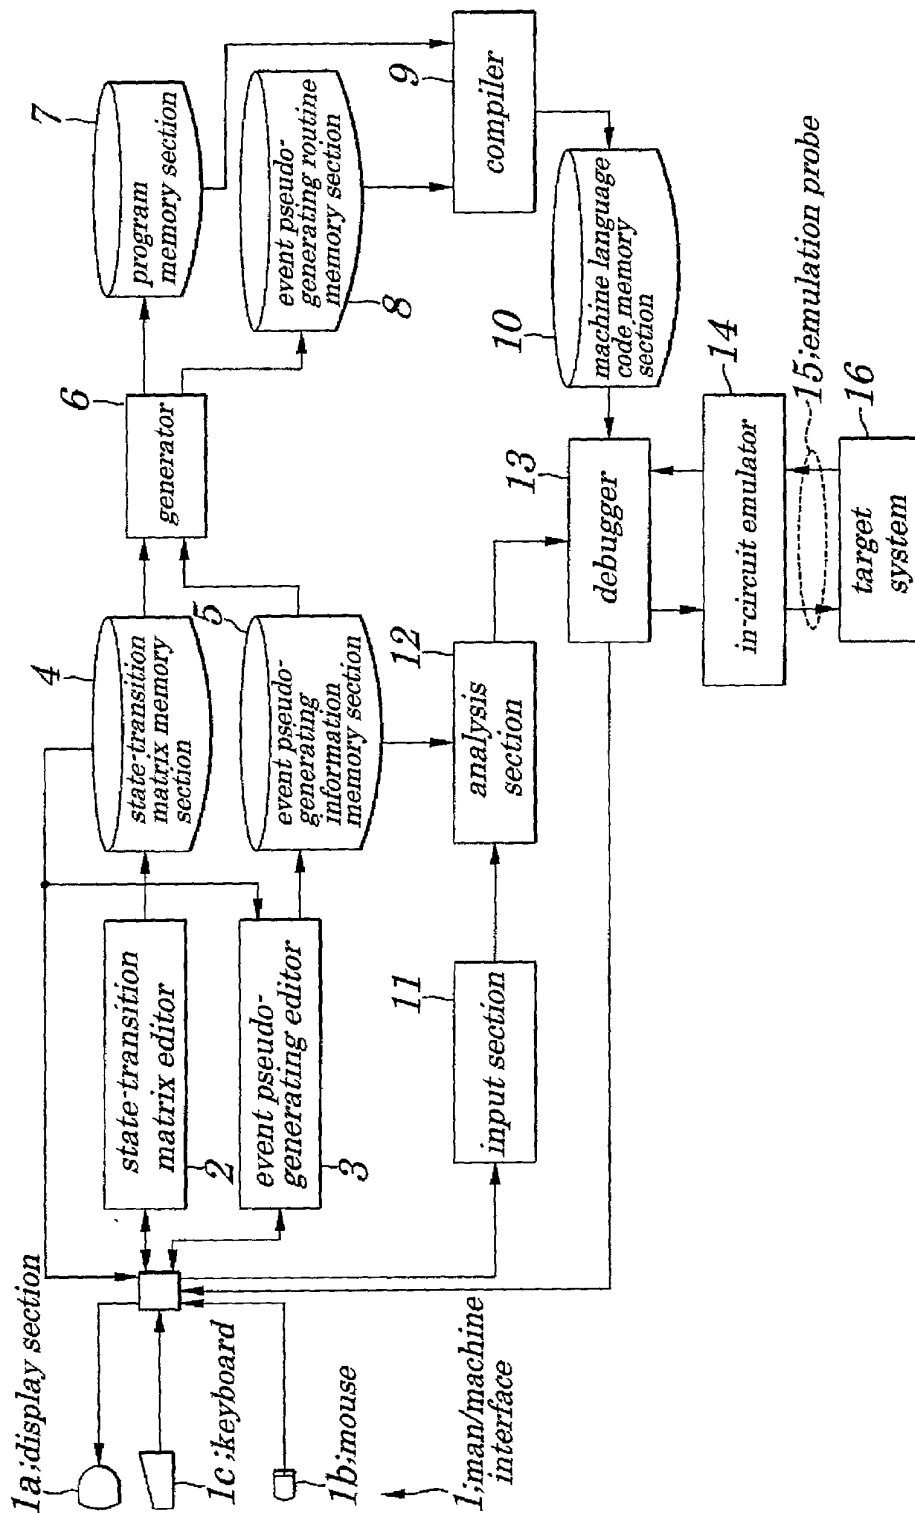 1a;display section
1c;keyboard
1b;mouse
1;man/machine
interface
state-transition
matrix editor
2
event pseudo-
generating editor
3
4
state-transition
matrix memory
section
5
event pseudo-
generating
information
memory section
6
generator
7
program
memory section
event pseudo-
generating routine
memory section
8
9
compiler
10
machine language
code memory
section
11
input section
12
analysis
section
13
debugger
14
in-circuit emulator
15;emulation probe
16
target
system